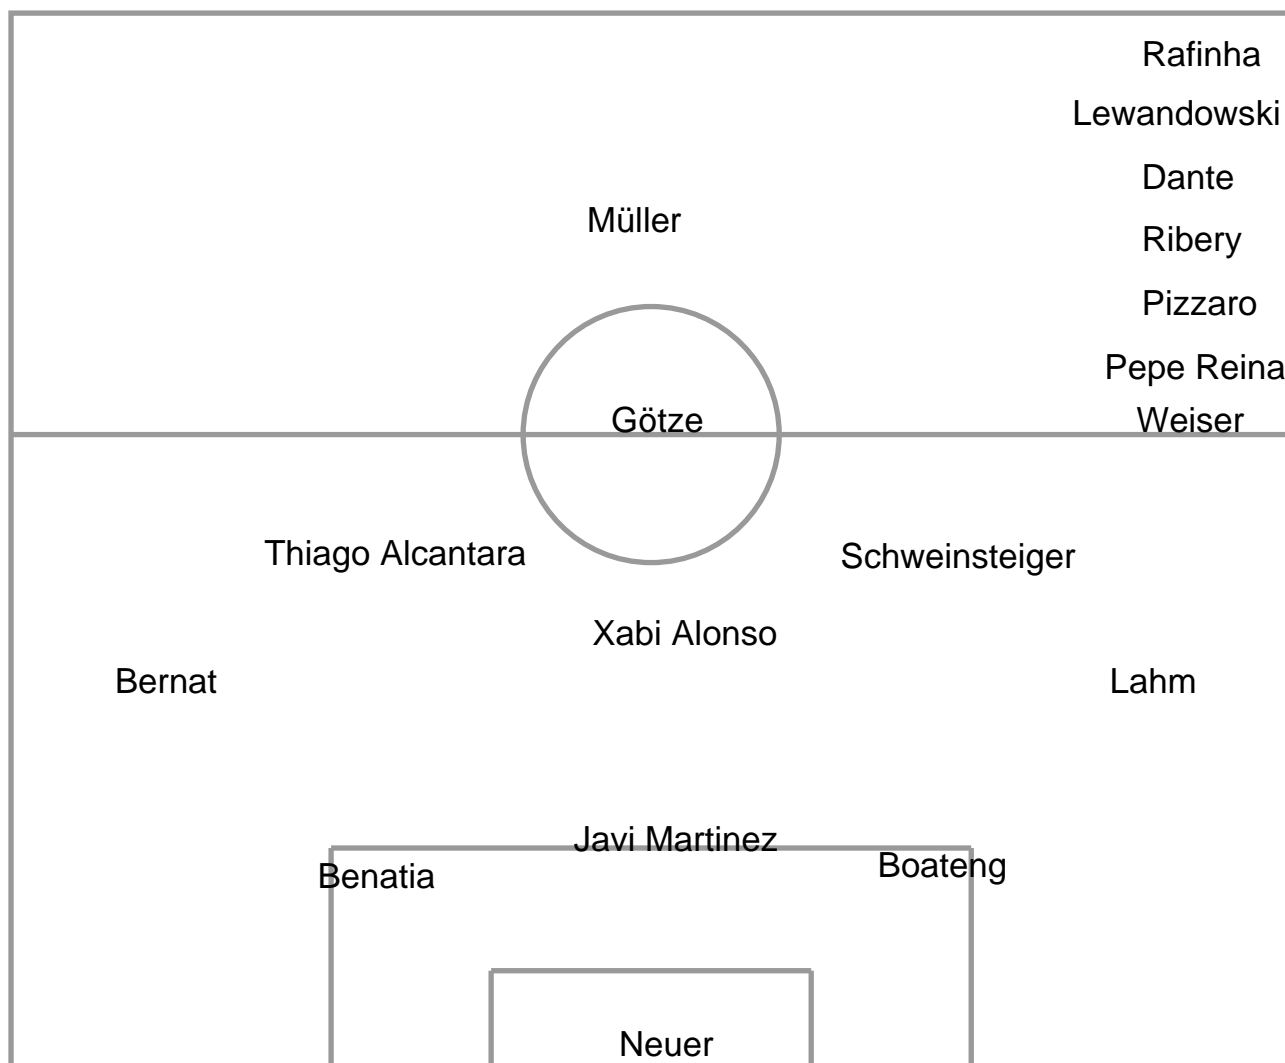 Rafinha
Lewandowski
Dante
Müller
Ribery
Pizzaro
Pepe Reina
Götze
Weiser
Thiago Alcantara
Schweinsteiger
Xabi Alonso
Bernat
Lahm
Javi Martinez
Boateng
Benatia
Neuer